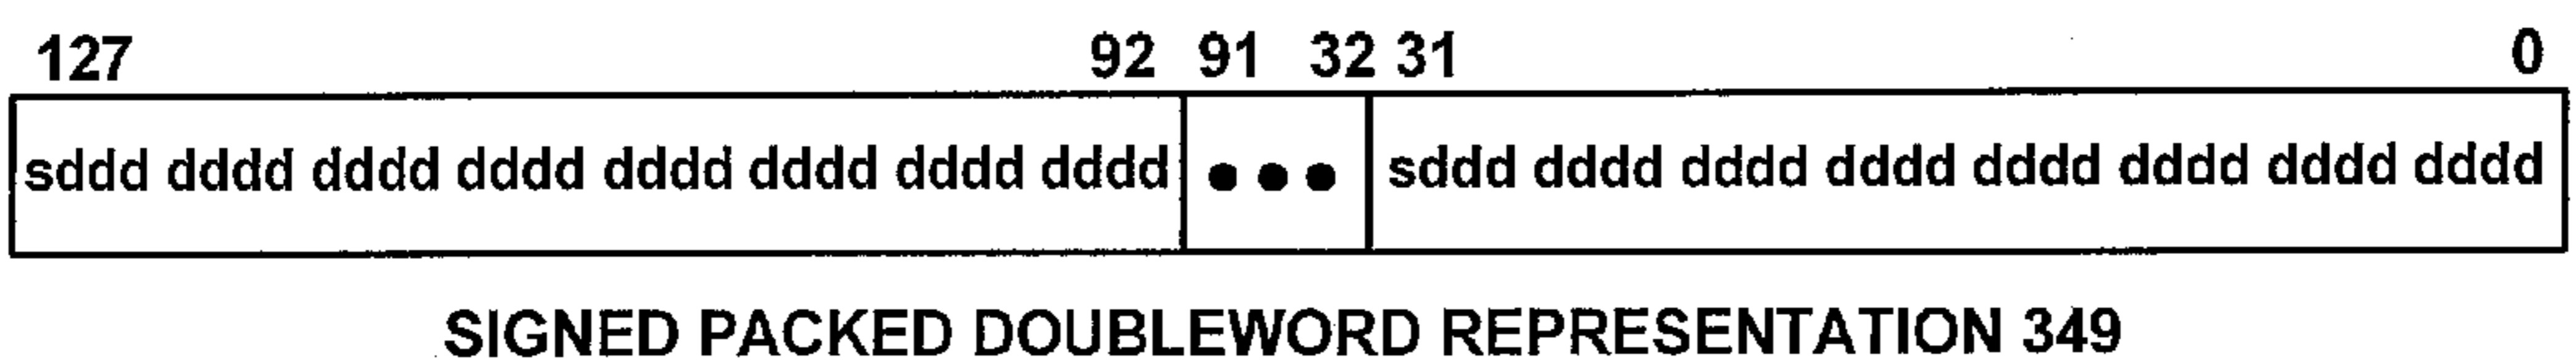 127 92 91 32 31 0
sddd dddd dddd dddd dddd dddd dddd dddd ● ● ● sddd dddd dddd dddd dddd dddd dddd dddd
SIGNED PACKED DOUBLEWORD REPRESENTATION 349